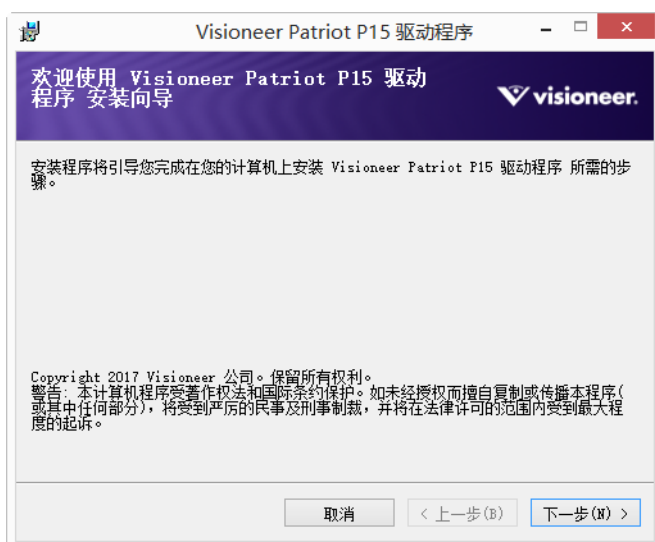 Visioneer Patriot P15 驱动程序
欢迎使用 Visioneer Patriot P15 驱动
程序 安装向导
visioneer.
安装程序将引导您完成在您的计算机上安装 Visioneer Patriot P15 驱动程序 所需的步
骤。
Copyright 2017 Visioneer 公司。保留所有权利。
警告: 本计算机程序受著作权法和国际条约保护。如未经授权而擅自复制或传播本程序(
或其中任何部分)，将受到严厉的民事及刑事制裁，并将在法律许可的范围内受到最大程
度的起诉。
取消
< 上一步(B)
下一步(N) >